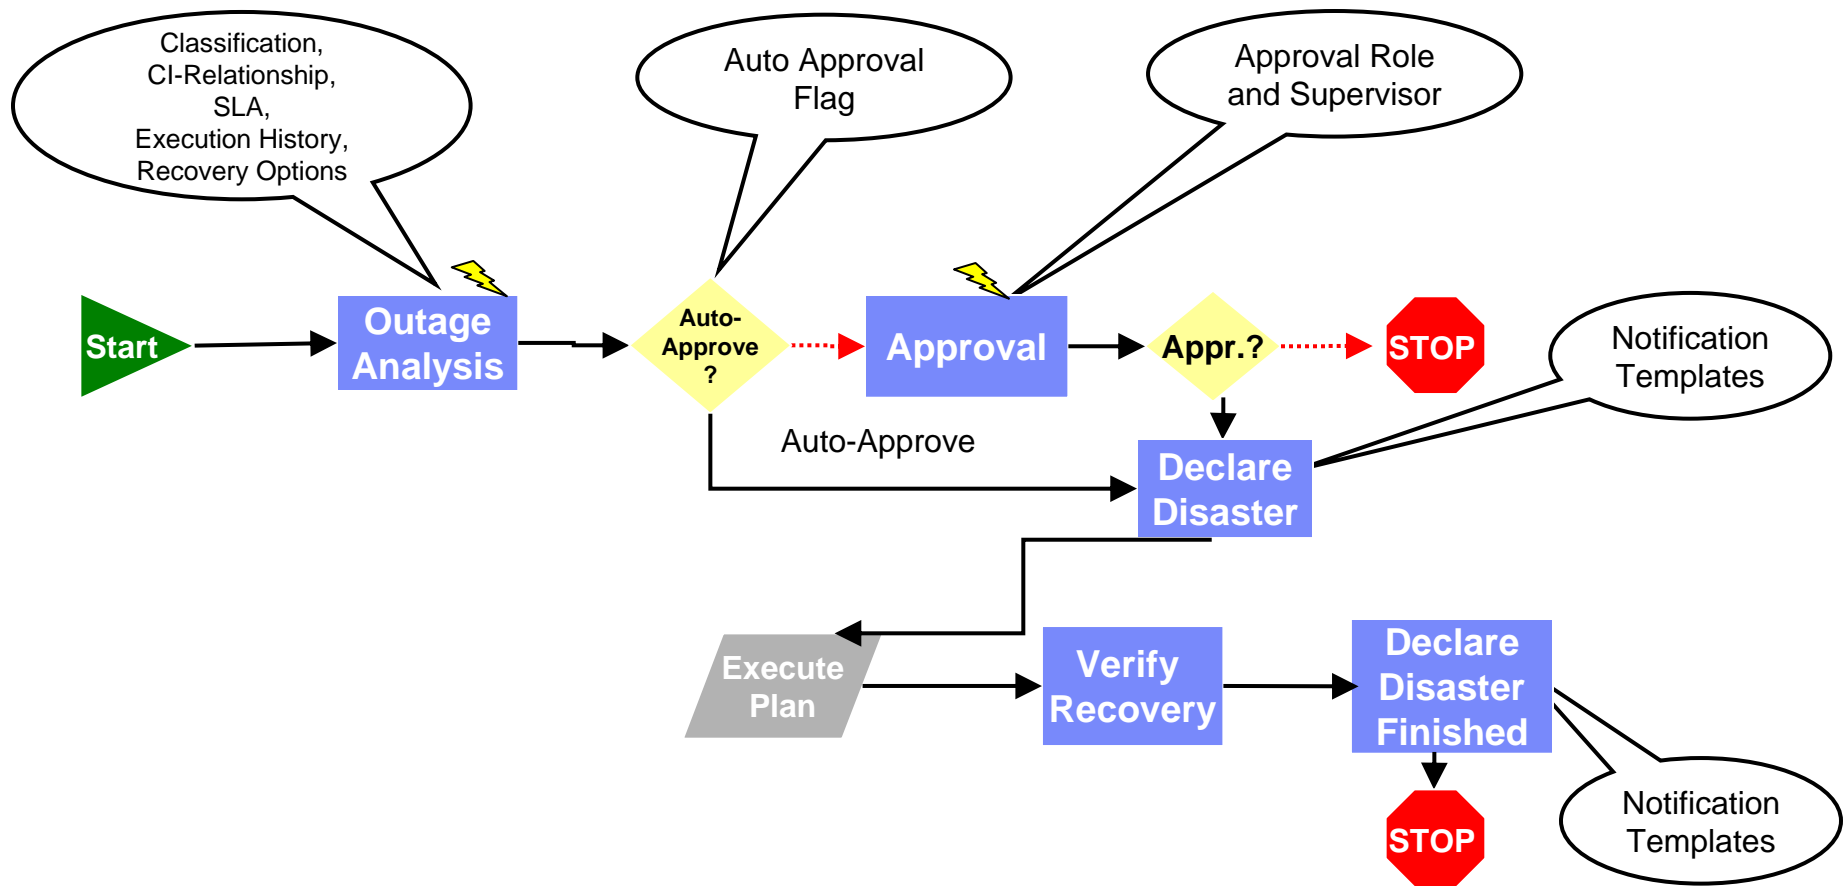 Classification,
CI-Relationship,
SLA,
Execution History,
Recovery Options
Auto Approval
Flag
Approval Role
and Supervisor
Start
Outage
Analysis
Auto-
Approve
?
Approval
Appr.?
STOP
Notification
Templates
Auto-Approve
Declare
Disaster
Execute
Plan
Verify
Recovery
Declare
Disaster
Finished
STOP
Notification
Templates